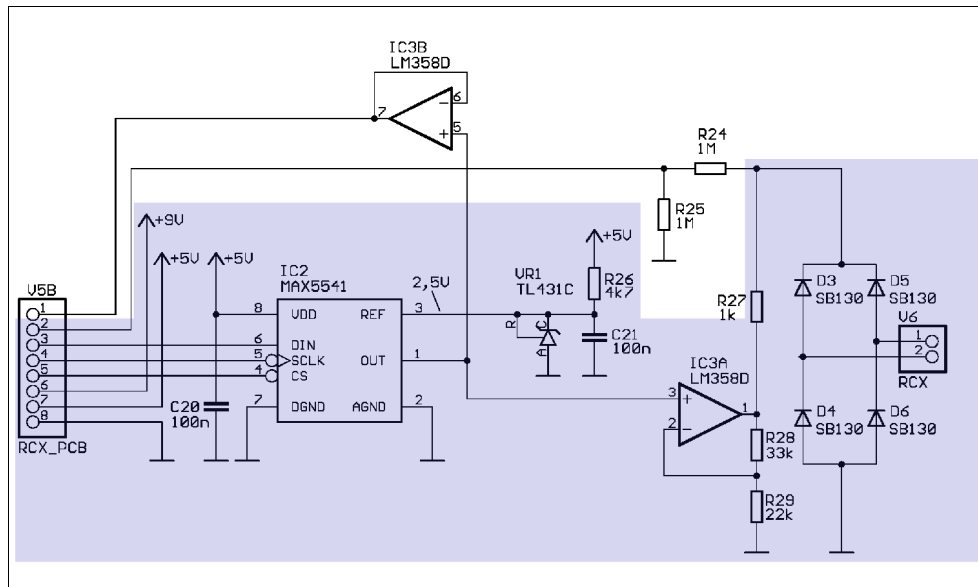 IC3B
LM358D
6
7
5
R24
1M
R25
1M
+9V
+5V
+5V
+5V
V5B
1
2
3
4
5
6
7
8
RCX_PCB
IC2
MAX5541
8
VDD
REF
3
6
DIN
5
SCLK
OUT
1
4
CS
7
DGND
AGND
2
C20
100n
2,5V
VR1
TL431C
R
C
A
R26
4k7
C21
100n
R27
1k
D3
SB130
D5
SB130
V6
1
2
RCX
IC3A
LM358D
3
+
1
2
−
D4
SB130
D6
SB130
R28
33k
R29
22k